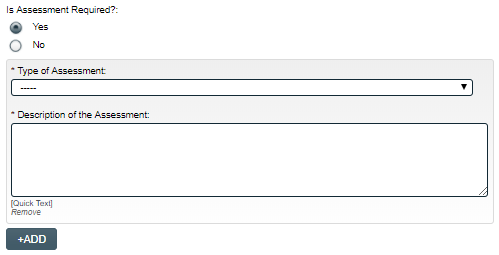 Is Assessment Required?:
Yes
No
* Type of Assessment:
-----
* Description of the Assessment:
[Quick Text]
Remove
+ADD